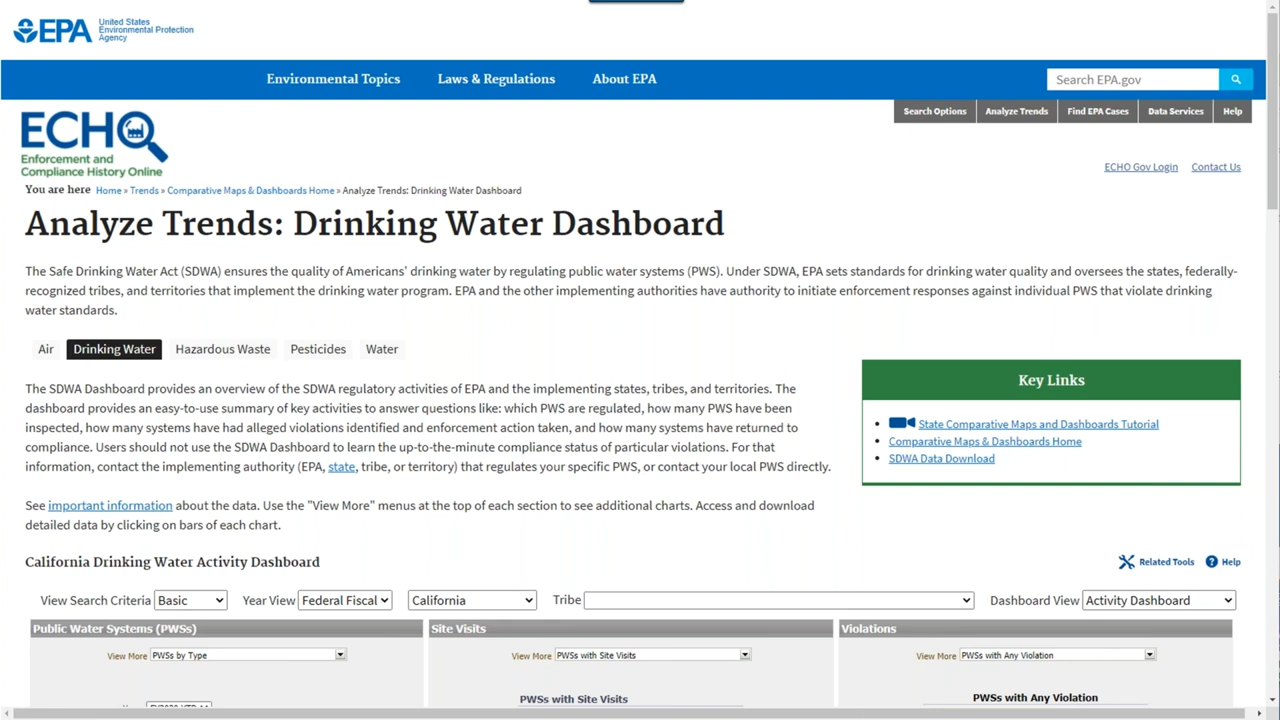 EPA United States
Environmental Protection
Agency
Environmental Topics Laws & Regulations About EPA Search EPA.gov
Search Options Analyze Trends Find EPA Cases Data Services Help
ECHO
Enforcement and
Compliance History Online
ECHO Gov Login Contact Us
You are here Home » Trends » Comparative Maps & Dashboards Home » Analyze Trends: Drinking Water Dashboard
Analyze Trends: Drinking Water Dashboard
The Safe Drinking Water Act (SDWA) ensures the quality of Americans' drinking water by regulating public water systems (PWS). Under SDWA, EPA sets standards for drinking water quality and oversees the states, federally-
recognized tribes, and territories that implement the drinking water program. EPA and the other implementing authorities have authority to initiate enforcement responses against individual PWS that violate drinking
water standards.
Air Drinking Water Hazardous Waste Pesticides Water
The SDWA Dashboard provides an overview of the SDWA regulatory activities of EPA and the implementing states, tribes, and territories. The
dashboard provides an easy-to-use summary of key activities to answer questions like: which PWS are regulated, how many PWS have been
inspected, how many systems have had alleged violations identified and enforcement action taken, and how many systems have returned to
compliance. Users should not use the SDWA Dashboard to learn the up-to-the-minute compliance status of particular violations. For that
information, contact the implementing authority (EPA, state, tribe, or territory) that regulates your specific PWS, or contact your local PWS directly.
Key Links
State Comparative Maps and Dashboards Tutorial
Comparative Maps & Dashboards Home
SDWA Data Download
See important information about the data. Use the "View More" menus at the top of each section to see additional charts. Access and download
detailed data by clicking on bars of each chart.
California Drinking Water Activity Dashboard
Related Tools Help
View Search Criteria Basic Year View Federal Fiscal California Tribe Dashboard View Activity Dashboard
Public Water Systems (PWSs) Site Visits Violations
View More PWSs by Type View More PWSs with Site Visits View More PWSs with Any Violation
PWSs with Site Visits PWSs with Any Violation